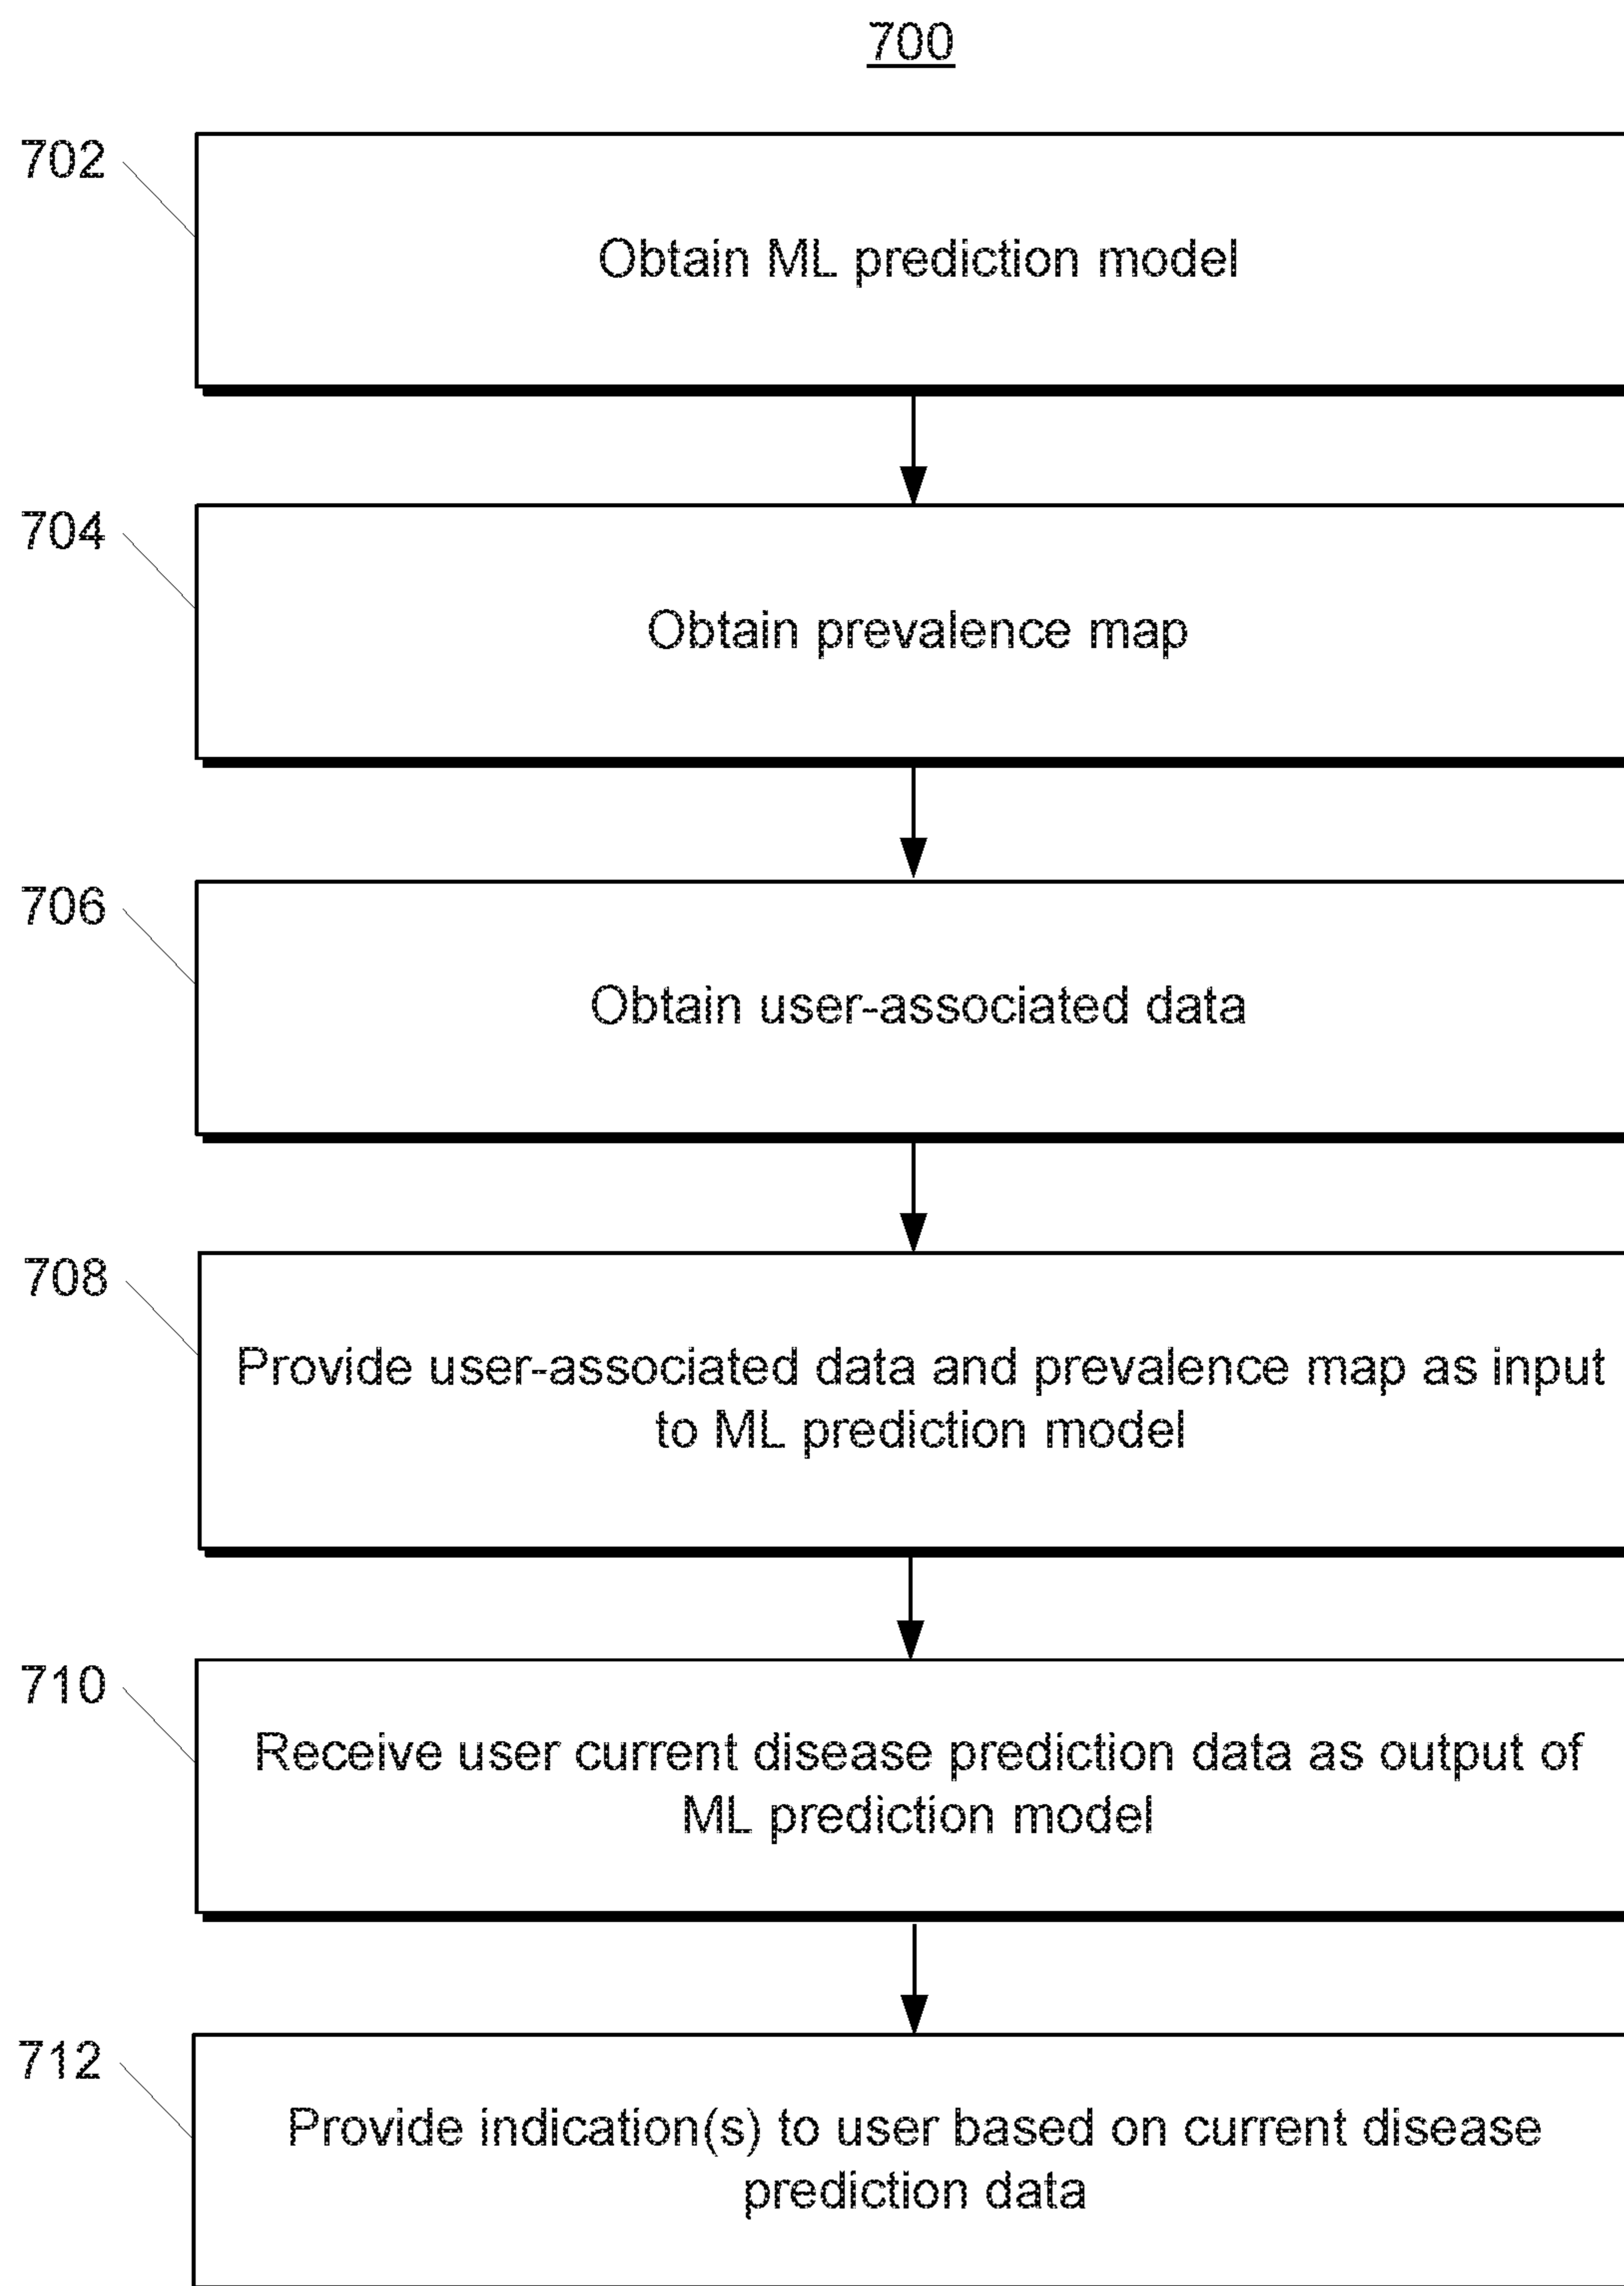 700
702
Obtain ML prediction model
704
Obtain prevalence map
706
Obtain user-associated data
708
Provide user-associated data and prevalence map as input
to ML prediction model
710
Receive user current disease prediction data as output of
ML prediction model
712
Provide indication(s) to user based on current disease
prediction data